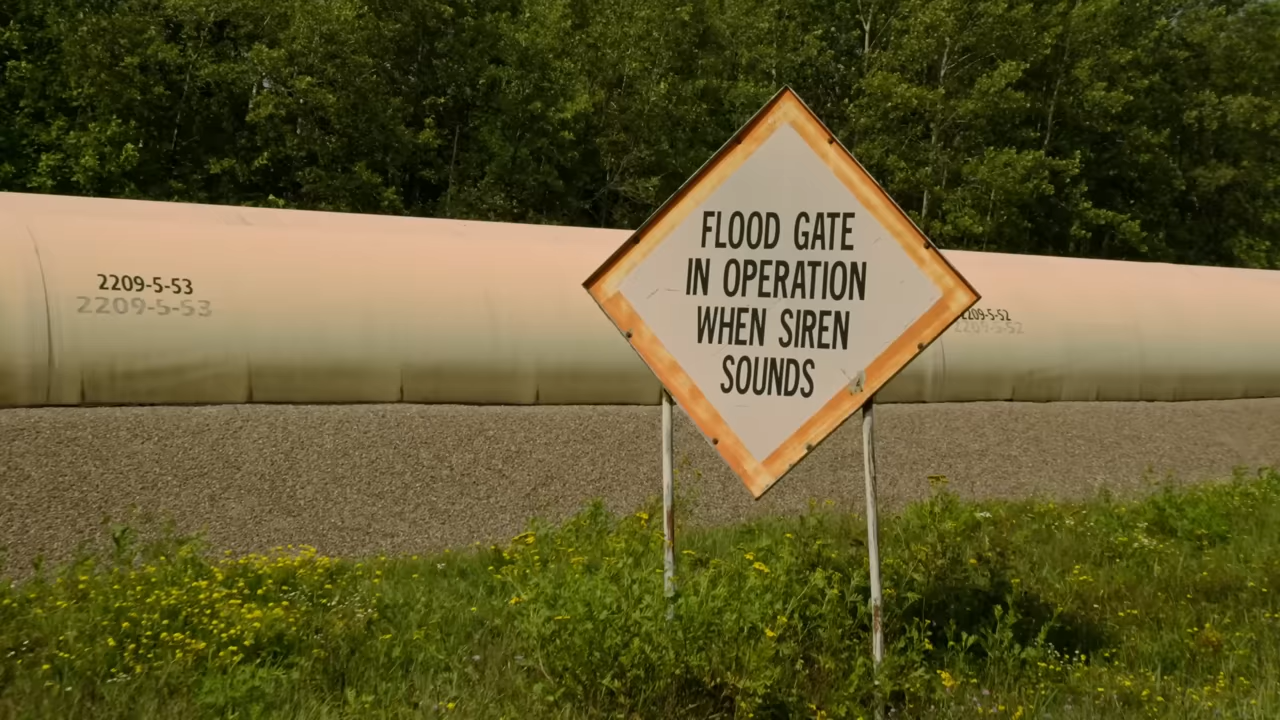 2209-5-53
2209-5-53
FLOOD GATE
IN OPERATION
WHEN SIREN
SOUNDS
2209-5-52
2209-5-52